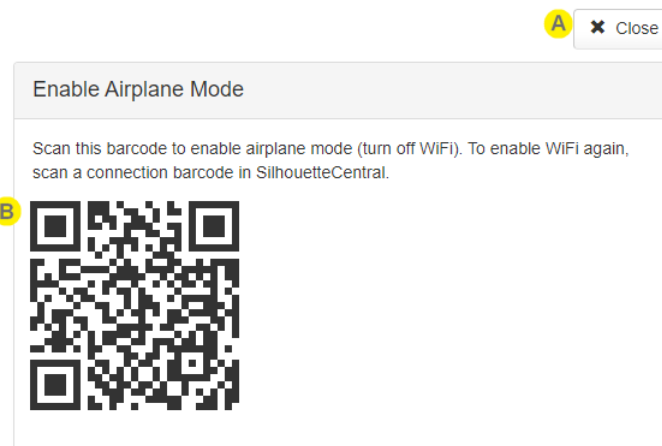 A
✖ Close
Enable Airplane Mode
Scan this barcode to enable airplane mode (turn off WiFi). To enable WiFi again,
scan a connection barcode in SilhouetteCentral.
B